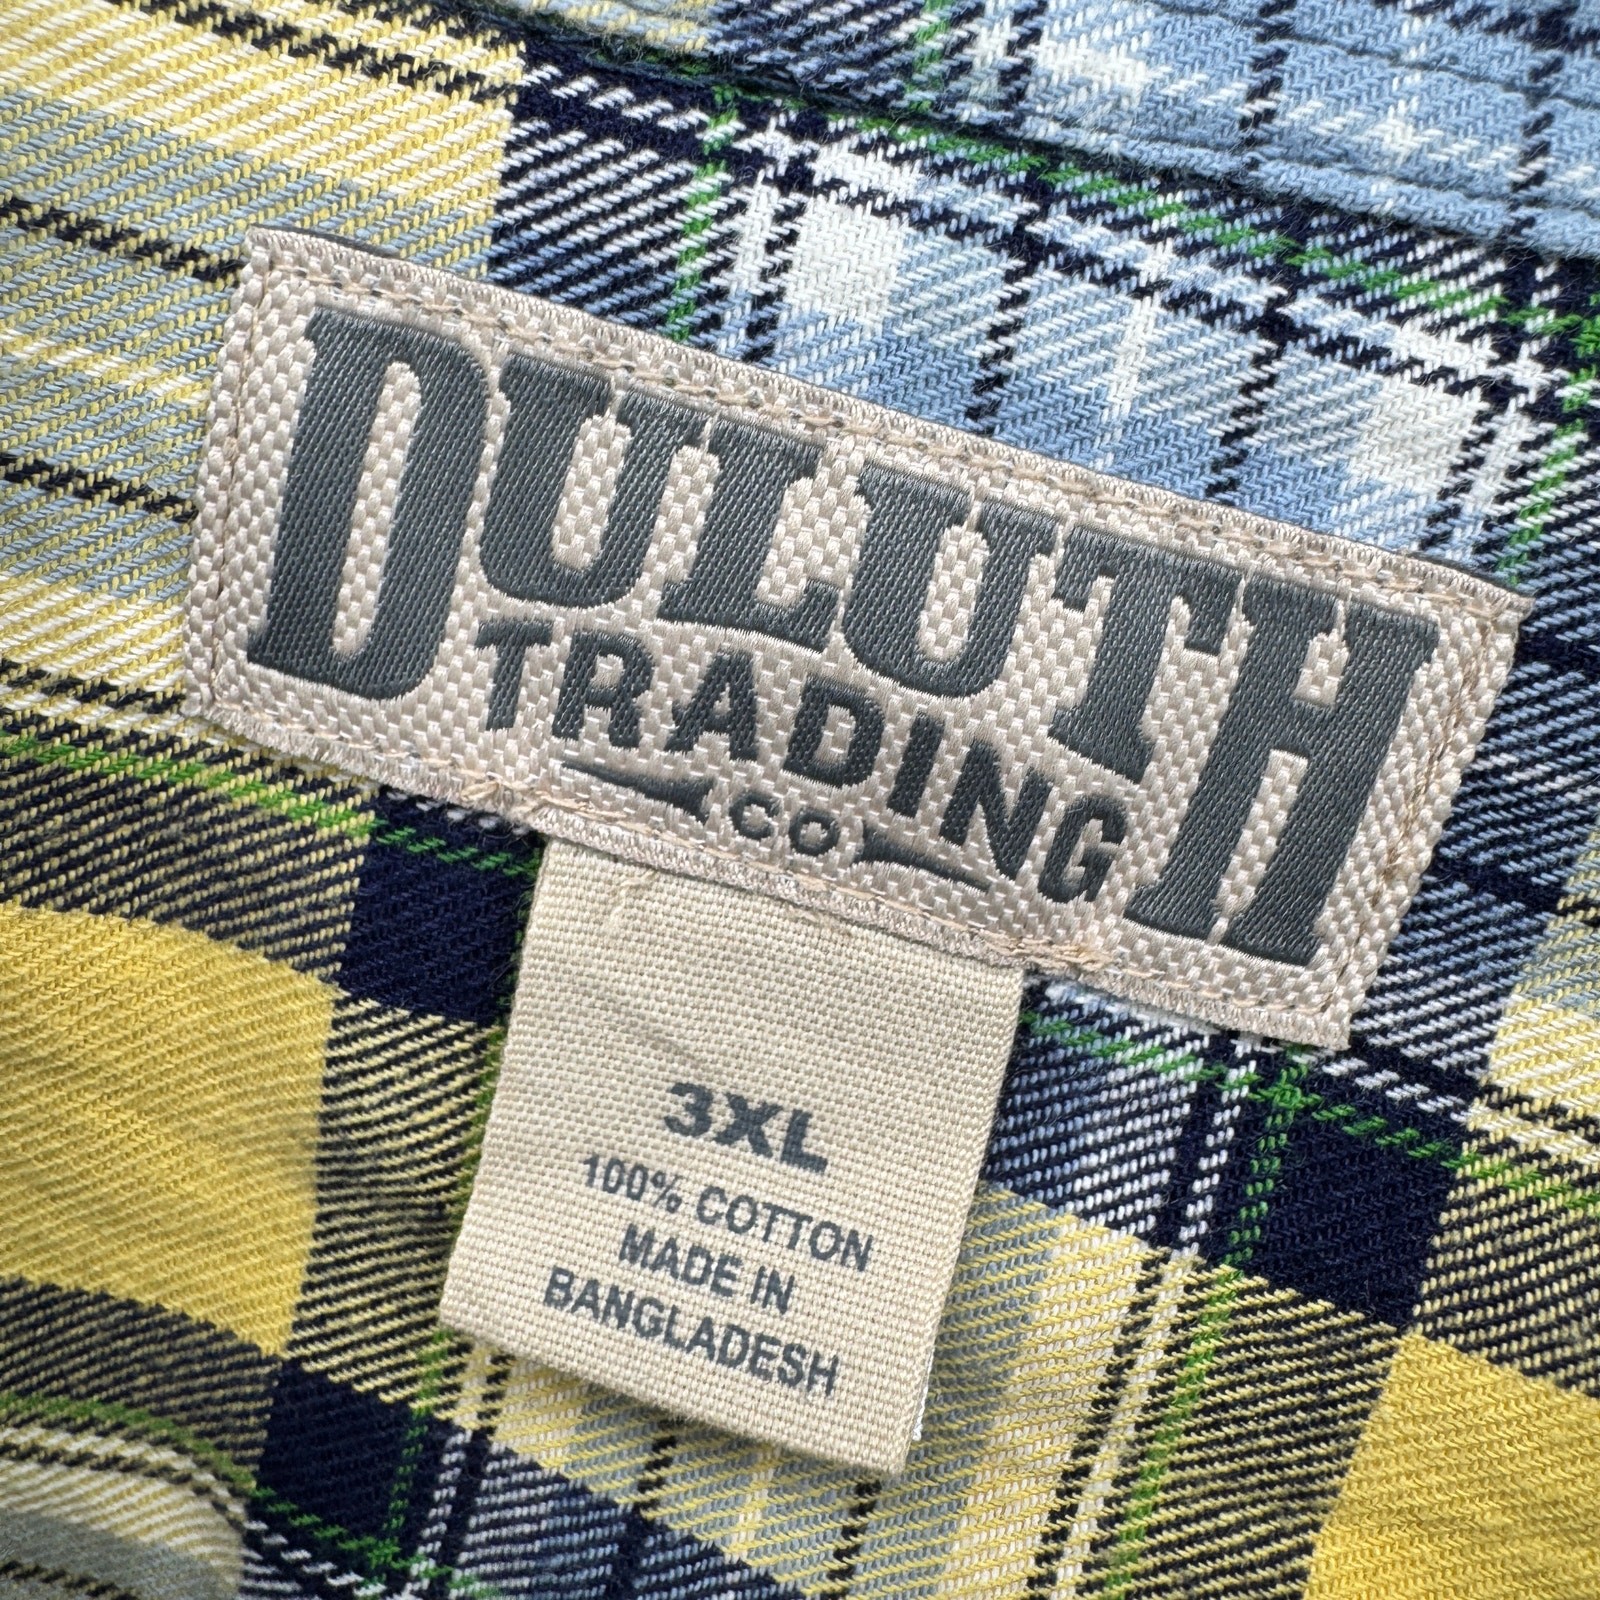 DULUTH
TRADING
CO
3XL
100% COTTON
MADE IN
BANGLADESH